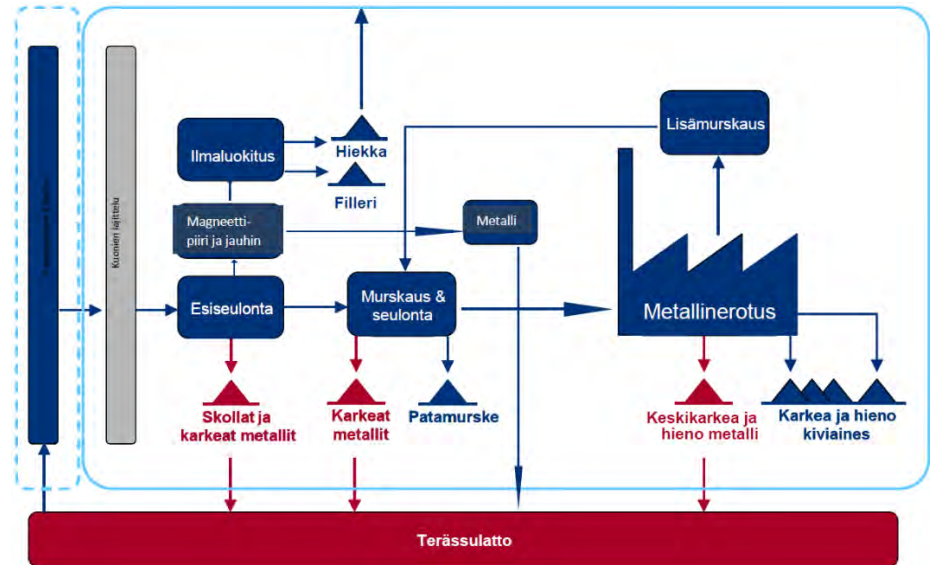 Kuonien lajittelu
Ilmaluokitus
Hiekka
Filleri
Lisämurskaus
Magneetti-
piiri ja jauhin
Metalli
Esiseulonta
Murskaus &
seulonta
Metallinerotus
Skollat ja
karkeat metallit
Karkeat
metallit
Patamurske
Keskikarkea ja
hieno metalli
Karkea ja hieno
kiviaines
Terässulatto